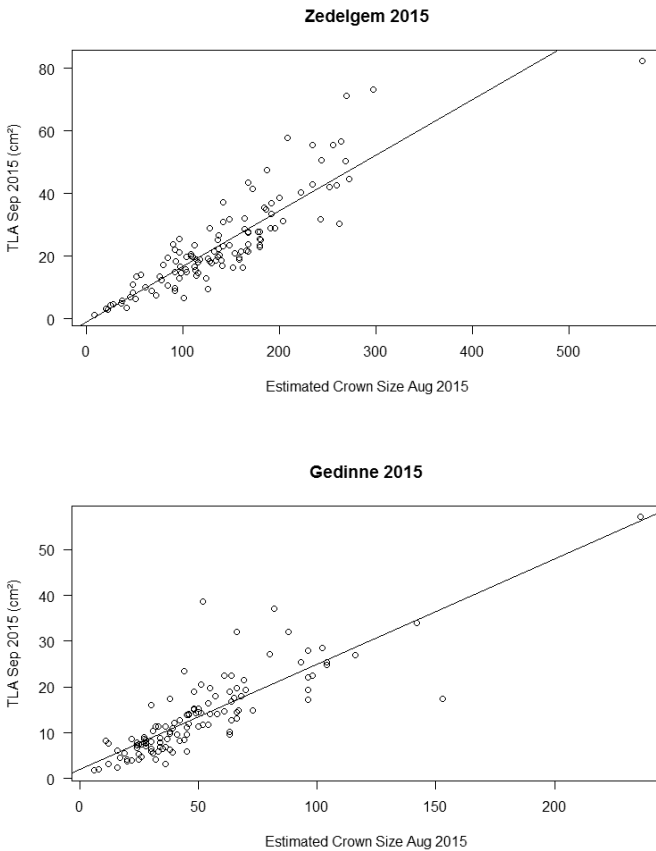 Zedelgem 2015
TLA Sep 2015 (cm²)
80
60
40
20
0
0 100 200 300 400 500
Estimated Crown Size Aug 2015
Gedinne 2015
TLA Sep 2015 (cm²)
50
40
30
20
10
0
0 50 100 150 200
Estimated Crown Size Aug 2015